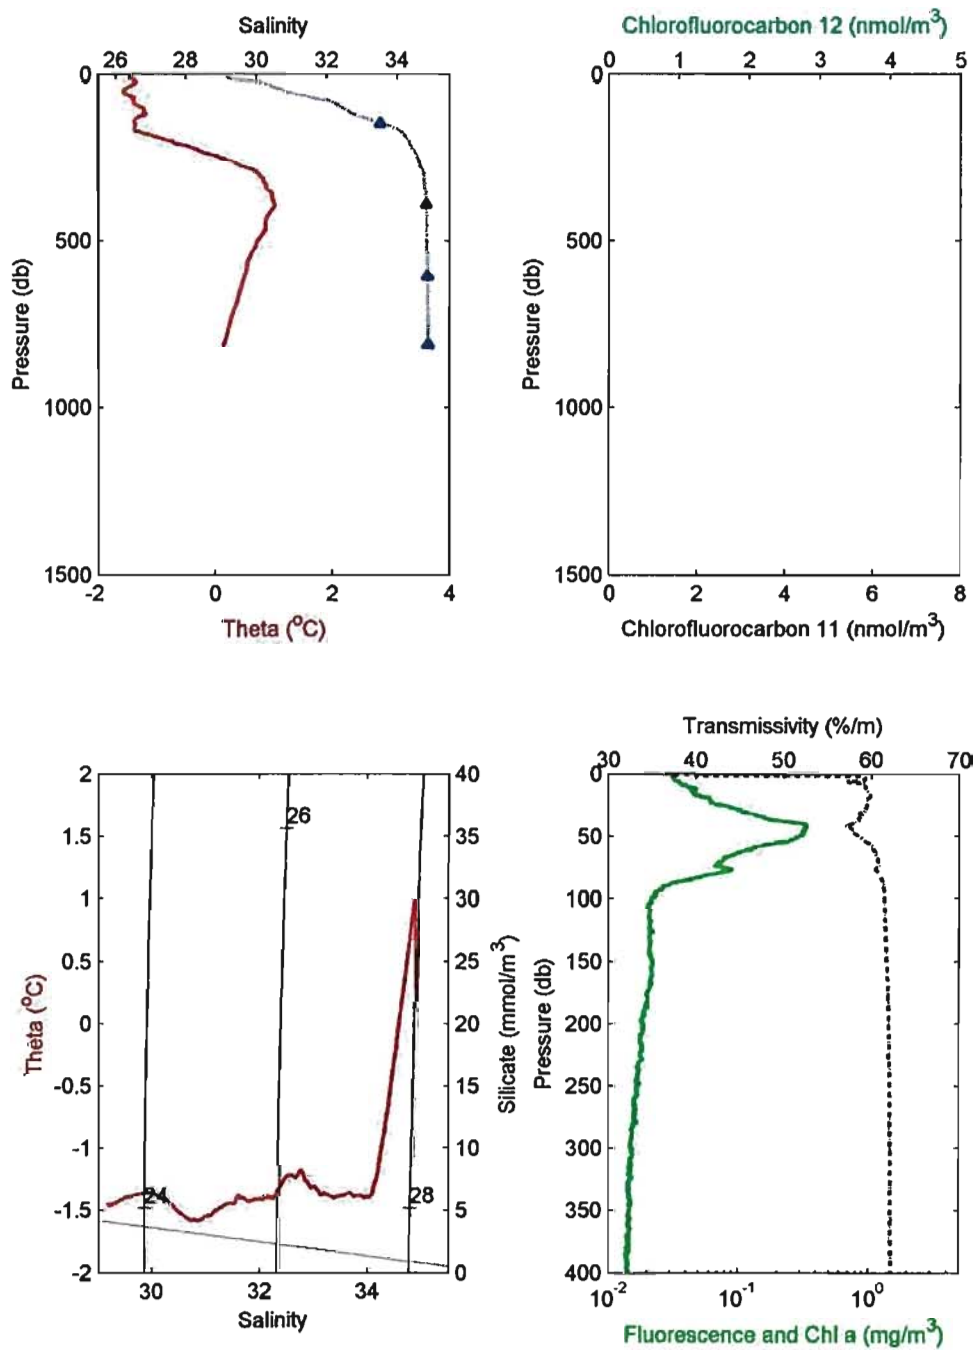 Salinity
26 28 30 32 34
0
500
1000
1500
Pressure (db)
-2 0 2 4
Theta (°C)
Chlorofluorocarbon 12 (nmol/m³)
0 1 2 3 4 5
0
500
1000
1500
Pressure (db)
0 2 4 6 8
Chlorofluorocarbon 11 (nmol/m³)
2
1.5
1
0.5
0
-0.5
-1
-1.5
-2
Theta (°C)
24
26
28
40
35
30
25
20
15
10
5
0
Silicate (mmol/m³)
30 32 34
Salinity
Transmissivity (%/m)
30 40 50 60 70
0
50
100
150
200
250
300
350
400
Pressure (db)
10⁻² 10⁻¹ 10⁰
Fluorescence and Chl a (mg/m³)